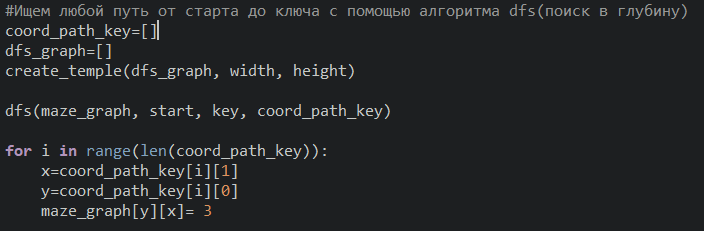 #Ищем любой путь от старта до ключа с помощью алгоритма dfs(поиск в глубину)
coord_path_key=[]
dfs_graph=[]
create_temple(dfs_graph, width, height)
dfs(maze_graph, start, key, coord_path_key)
for i in range(len(coord_path_key)):
    x=coord_path_key[i][1]
    y=coord_path_key[i][0]
    maze_graph[y][x]= 3